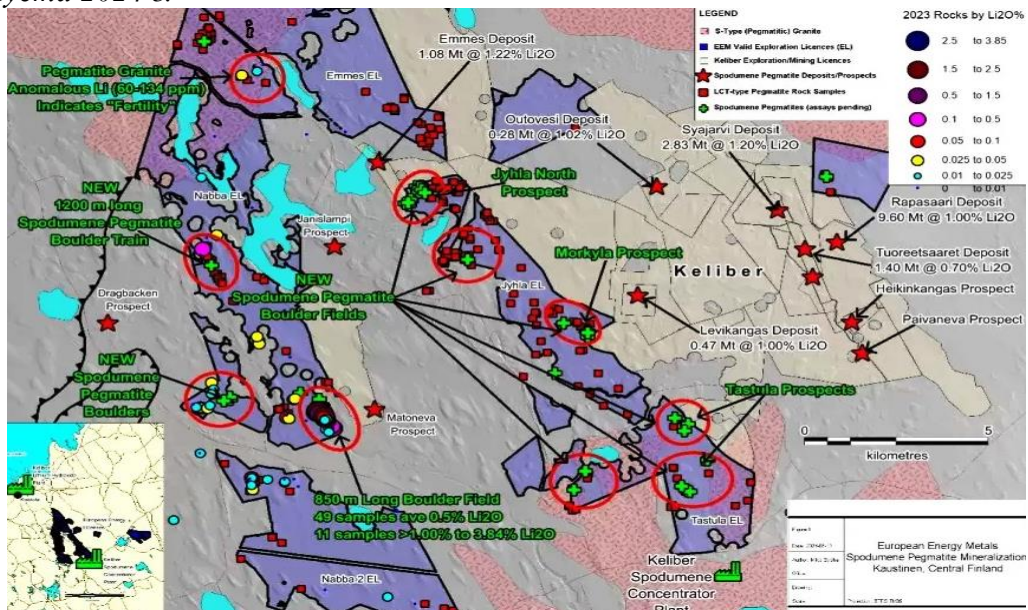 LEGEND
S-Type (Pegmatitic) Granite
EEM Valid Exploration Licences (EL)
Keliber Exploration/Mining Licences
Spodumene Pegmatite Deposits/Prospects
LCT-type Pegmatite Rock Samples
Spodumene Pegmatites (assays pending)
2023 Rocks by Li2O%
2.5 to 3.85
1.5 to 2.5
0.5 to 1.5
0.1 to 0.5
0.05 to 0.1
0.025 to 0.05
0.01 to 0.025
0 to 0.01
Emmes Deposit
1.08 Mt @ 1.22% Li2O
Emmes EL
Pegmatite Granite
Anomalous Li (60-134 ppm)
Indicates "Fertility"
Outovesi Deposit
0.28 Mt @ 1.02% Li2O
Syajarvi Deposit
2.83 Mt @ 1.20% Li2O
Rapasaari Deposit
9.60 Mt @ 1.00% Li2O
Tuoreetsaaret Deposit
1.40 Mt @ 0.70% Li2O
Heikinkangas Prospect
Paivaneva Prospect
Jyhla North
Prospect
Nabba EL
NEW
1200 m long
Spodumene Pegmatite
Boulder Train
Janislampi
Prospect
Morkyla Prospect
Keliber
NEW
Spodumene Pegmatite
Boulder Fields
Jyhla EL
Dragbacken
Prospect
Levikangas Deposit
0.47 Mt @ 1.00% Li2O
NEW
Spodumene
Pegmatite
Boulders
Tastula Prospects
Matoneva
Prospect
0
5
kilometres
850 m Long Boulder Field
49 samples ave 0.5% Li2O
11 samples >1.00% to 3.84% Li2O
Tastula EL
Nabba 2 EL
Keliber
Spodumene
Concentrator
Plant
European Energy Metals
Spodumene Pegmatite Mineralization
Kaustinen, Central Finland